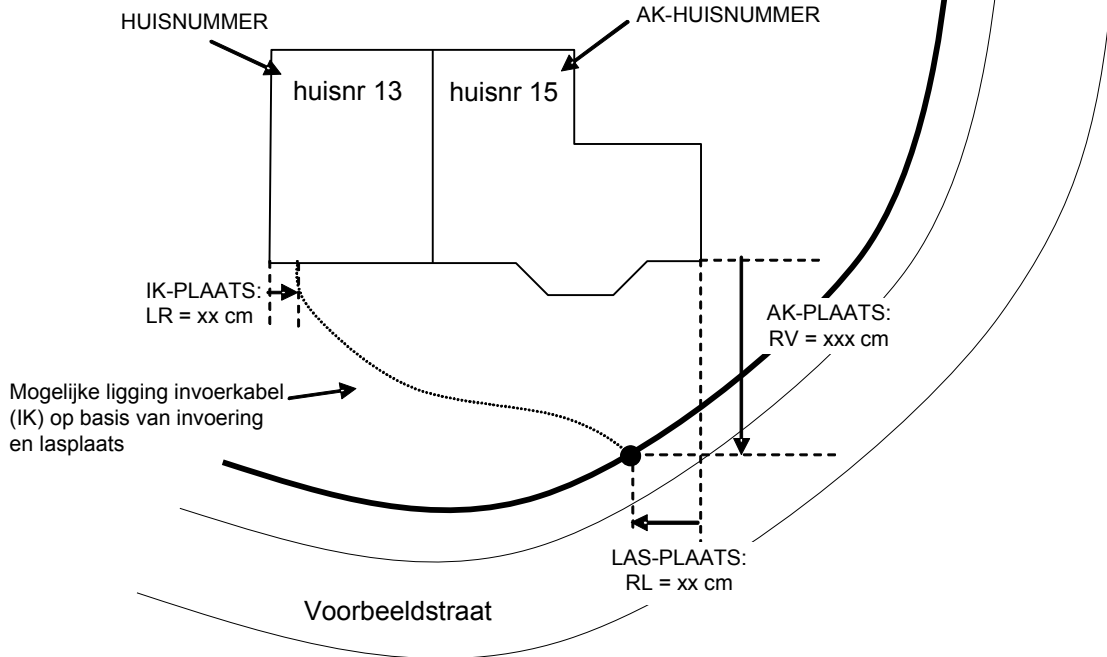 HUISNUMMER
AK-HUISNUMMER
huisnr 13
huisnr 15
IK-PLAATS:
LR = xx cm
AK-PLAATS:
RV = xxx cm
Mogelijke ligging invoerkabel
(IK) op basis van invoering
en lasplaats
LAS-PLAATS:
RL = xx cm
Voorbeeldstraat